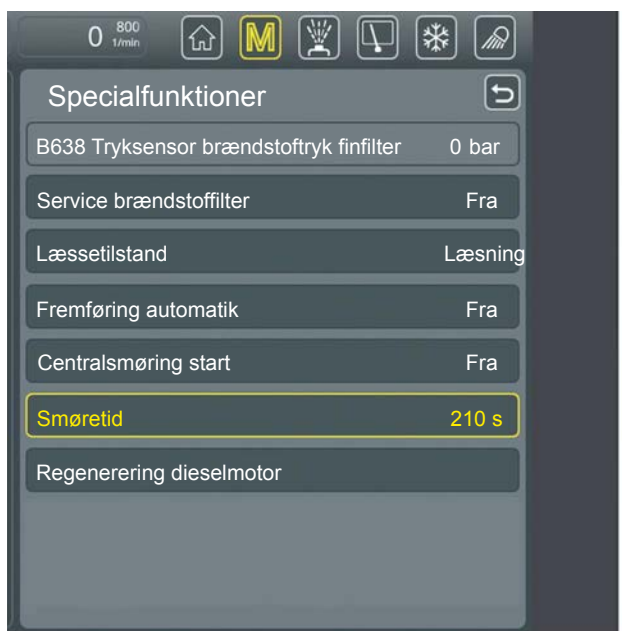 0 800 1/min M
Specialfunktioner
B638 Tryksensor brændstoftryk finfilter 0 bar
Service brændstoffilter Fra
Læssetilstand Læsning
Fremføring automatik Fra
Centralsmøring start Fra
Smøretid 210 s
Regenerering dieselmotor